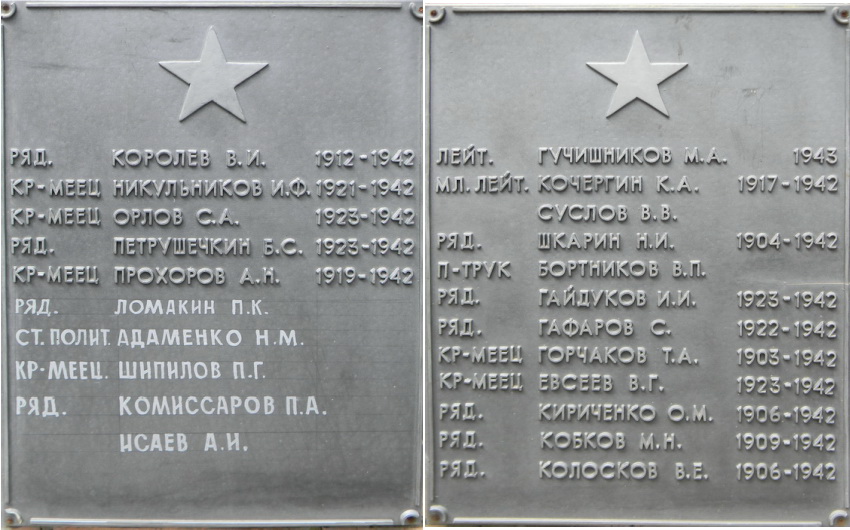 РЯД. КОРОЛЕВ В.И. 1912-1942
КР-МЕЕЦ НИКУЛЬНИКОВ И.Ф. 1921-1942
КР-МЕЕЦ ОРЛОВ С.А. 1923-1942
РЯД. ПЕТРУШЕЧКИН Б.С. 1923-1942
КР-МЕЕЦ ПРОХОРОВ А.Н. 1919-1942
РЯД. ЛОМАКИН П.К.
СТ. ПОЛИТ. АДАМЕНКО Н.М.
КР-МЕЕЦ. ШИПИЛОВ П.Г.
РЯД. КОМИССАРОВ П.А.
ИСАЕВ А.И.
ЛЕЙТ. ГУЧИШНИКОВ М.А. 1943
МЛ. ЛЕЙТ. КОЧЕРГИН К.А. 1917-1942
СУСЛОВ В.В.
РЯД. ШКАРИН Н.И. 1904-1942
П-ТРУК БОРТНИКОВ В.П.
РЯД. ГАЙДУКОВ И.И. 1923-1942
РЯД. ГАФАРОВ С. 1922-1942
КР-МЕЕЦ ГОРЧАКОВ Т.А. 1903-1942
КР-МЕЕЦ ЕВСЕЕВ В.Г. 1923-1942
РЯД. КИРИЧЕНКО О.М. 1906-1942
РЯД. КОБКОВ М.Н. 1909-1942
РЯД. КОЛОСКОВ В.Е. 1906-1942